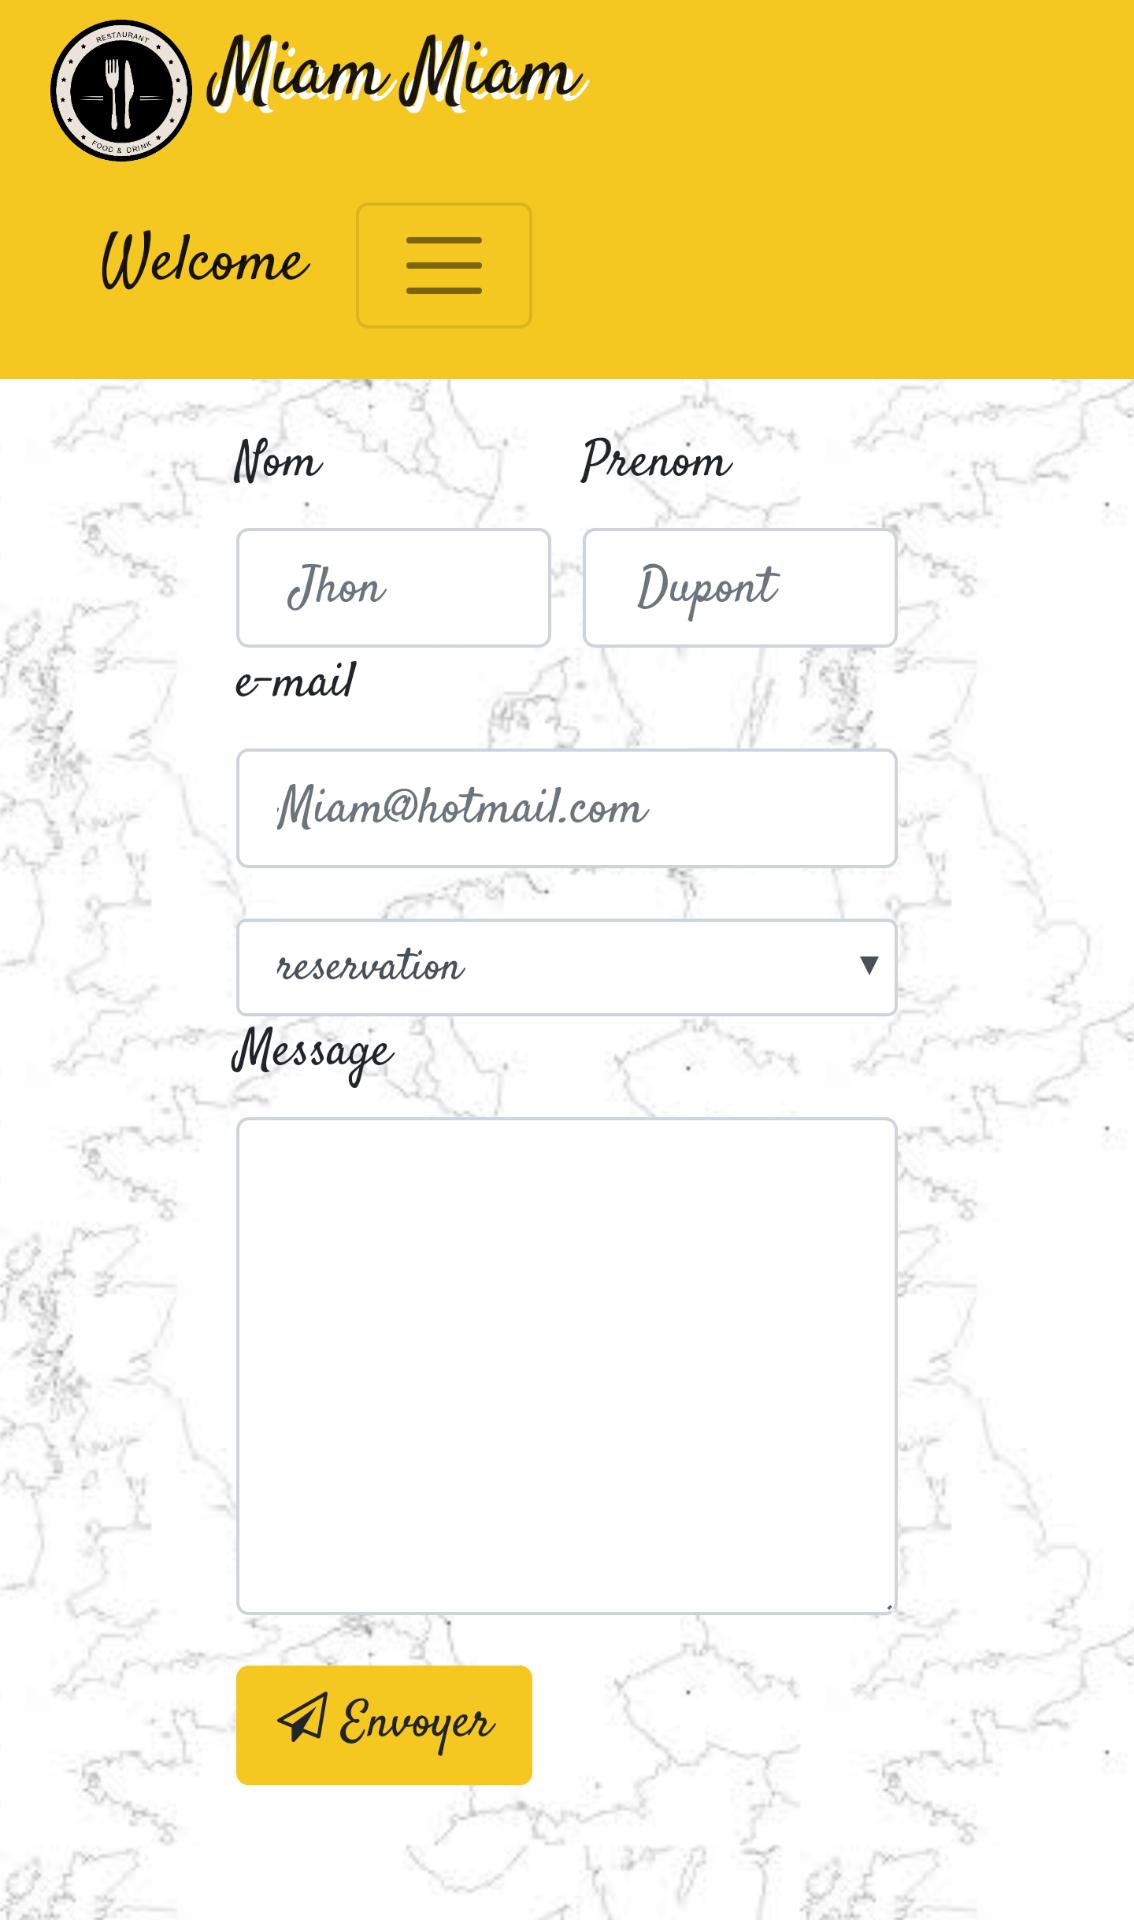 RESTAURANT
FOOD & DRINK
Miam Miam
Welcome
Nom Prenom
Jhon Dupont
e-mail
Miam@hotmail.com
reservation
Message
Envoyer